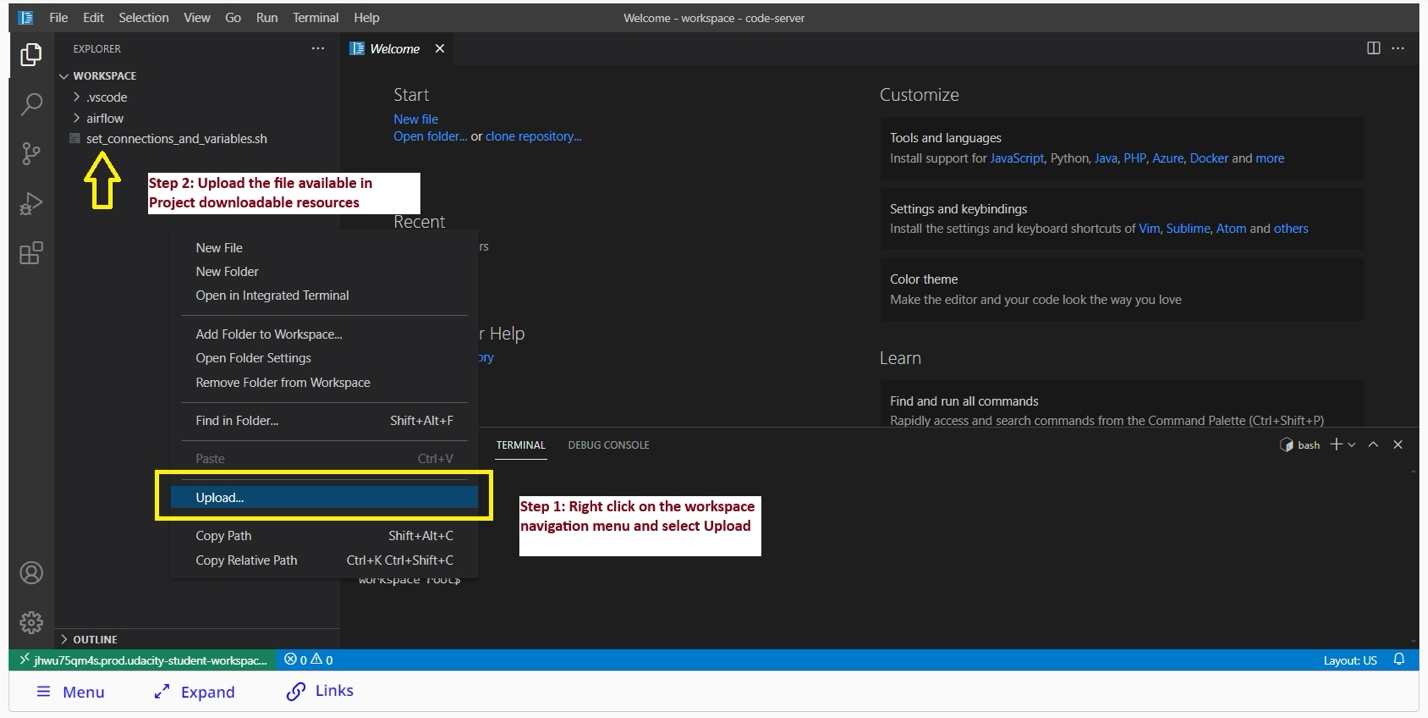 File Edit Selection View Go Run Terminal Help
Welcome - workspace - code-server
EXPLORER
WORKSPACE
.vscode
airflow
set_connections_and_variables.sh
Step 2: Upload the file available in
Project downloadable resources
New File
New Folder
Open in Integrated Terminal
Add Folder to Workspace...
Open Folder Settings
Remove Folder from Workspace
Find in Folder... Shift+Alt+F
Paste Ctrl+V
Upload...
Copy Path Shift+Alt+C
Copy Relative Path Ctrl+K Ctrl+Shift+C
OUTLINE
Welcome
Start
New file
Open folder... or clone repository...
Recent
rs
r Help
ory
Customize
Tools and languages
Install support for JavaScript, Python, Java, PHP, Azure, Docker and more
Settings and keybindings
Install the settings and keyboard shortcuts of Vim, Sublime, Atom and others
Color theme
Make the editor and your code look the way you love
Learn
Find and run all commands
Rapidly access and search commands from the Command Palette (Ctrl+Shift+P)
TERMINAL DEBUG CONSOLE
bash
Step 1: Right click on the workspace
navigation menu and select Upload
workspace root$
jhwu75qm4s.prod.udacity-student-workspac... 0 0
Layout: US
Menu Expand Links